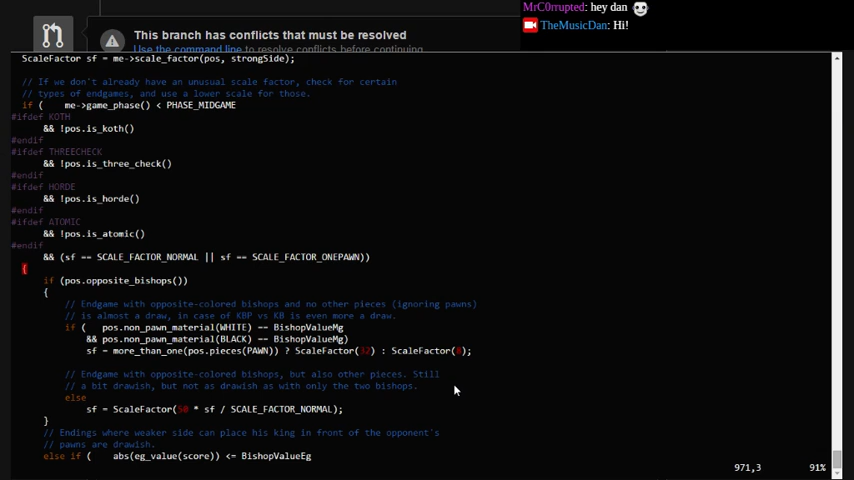 MrC0rrupted: hey dan
TheMusicDan: Hi!
This branch has conflicts that must be resolved
Use the command line to resolve conflicts before continuing.
ScaleFactor sf = me->scale_factor(pos, strongSide);
// If we don't already have an unusual scale factor, check for certain
// types of endgames, and use a lower scale for those.
if (    me->game_phase() < PHASE_MIDGAME
#ifdef KOTH
&& !pos.is_koth()
#endif
#ifdef THREECHECK
&& !pos.is_three_check()
#endif
#ifdef HORDE
&& !pos.is_horde()
#endif
#ifdef ATOMIC
&& !pos.is_atomic()
#endif
&& (sf == SCALE_FACTOR_NORMAL || sf == SCALE_FACTOR_ONEPAWN))
{
if (pos.opposite_bishops())
{
// Endgame with opposite-colored bishops and no other pieces (ignoring pawns)
// is almost a draw, in case of KBP vs KB is even more a draw.
if (   pos.non_pawn_material(WHITE) == BishopValueMg
&& pos.non_pawn_material(BLACK) == BishopValueMg)
sf = more_than_one(pos.pieces(PAWN)) ? ScaleFactor(32) : ScaleFactor(8);
// Endgame with opposite-colored bishops, but also other pieces. Still
// a bit drawish, but not as drawish as with only the two bishops.
else
sf = ScaleFactor(50 * sf / SCALE_FACTOR_NORMAL);
}
// Endings where weaker side can place his king in front of the opponent's
// pawns are drawish.
else if (    abs(eg_value(score)) <= BishopValueEg
971,3 91%